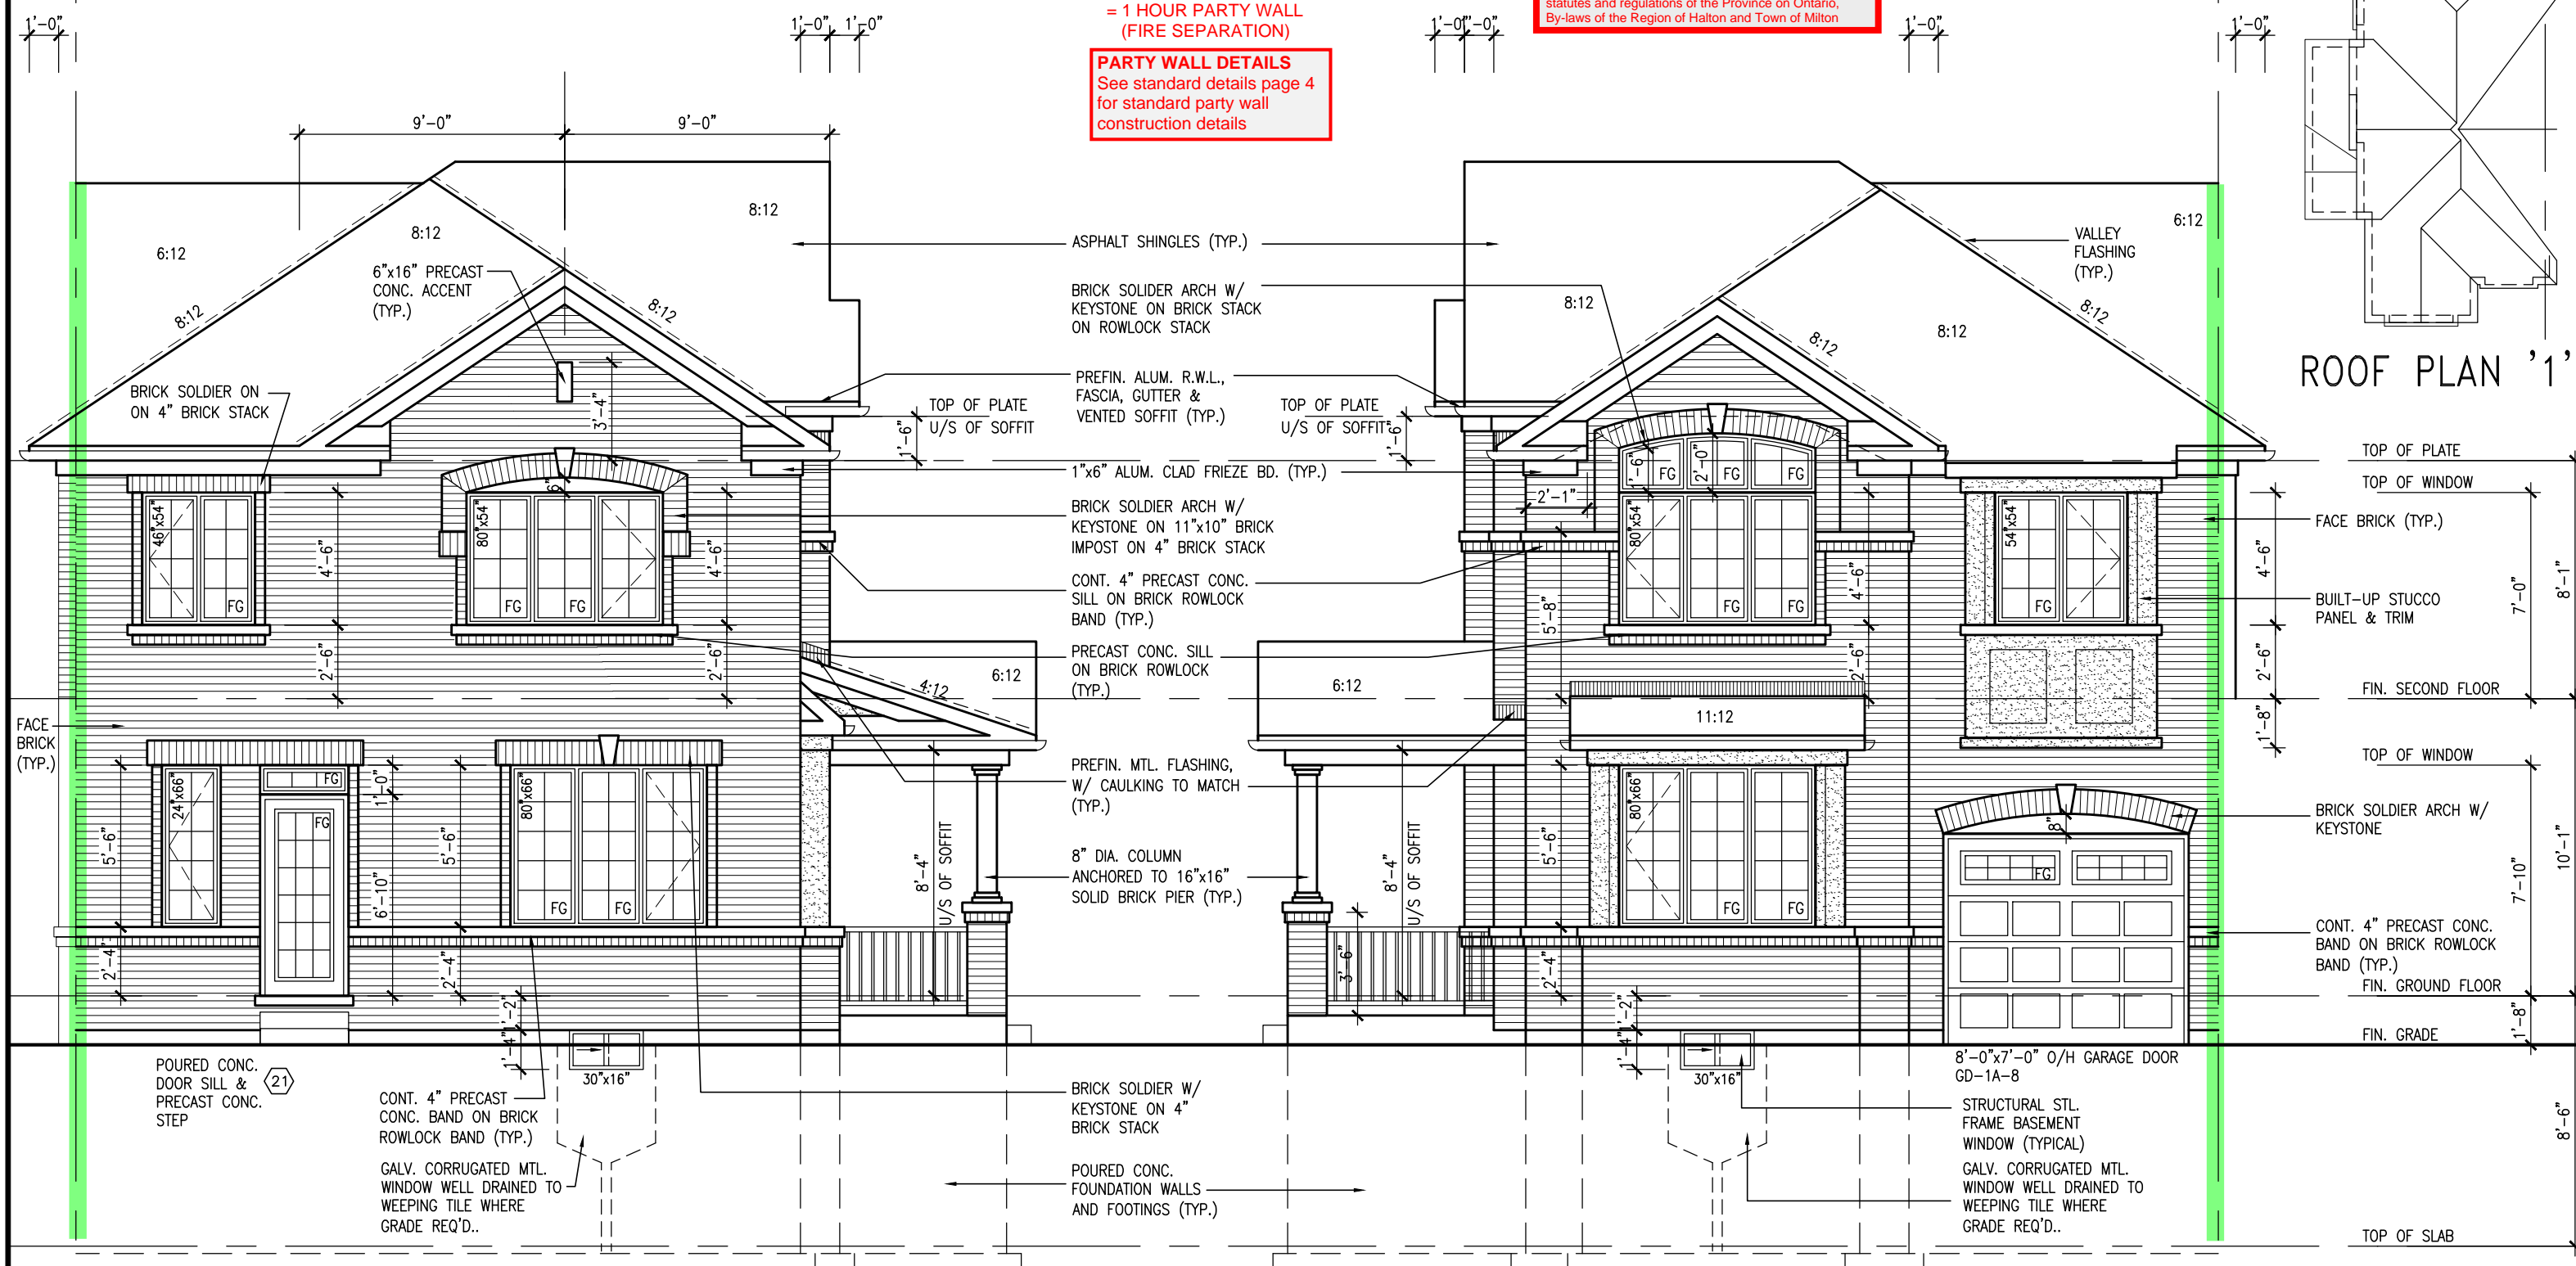 = 1 HOUR PARTY WALL
(FIRE SEPARATION)
PARTY WALL DETAILS
See standard details page 4
for standard party wall
construction details
statutes and regulations of the Province on Ontario,
By-laws of the Region of Halton and Town of Milton
1'-0"
1'-0"
1'-0"
1'-0"
1'-0"
1'-0"
1'-0"
9'-0"
9'-0"
6:12
8:12
8:12
8:12
8:12
6"x16" PRECAST
CONC. ACCENT
(TYP.)
BRICK SOLDIER ON
ON 4" BRICK STACK
3'-4"
TOP OF PLATE
U/S OF SOFFIT
1'-6"
46"x54"
FG
4'-6"
2'-6"
80"x54"
6"
FG
FG
4'-6"
2'-6"
4:12
6:12
FACE
BRICK
(TYP.)
24"x66"
FG
FG
1'-0"
6'-10"
5'-6"
2'-4"
5'-6"
2'-4"
80"x66"
FG
FG
8'-4"
U/S OF SOFFIT
1'-2"
1'-4"
30"x16"
POURED CONC.
DOOR SILL &
PRECAST CONC.
STEP
21
CONT. 4" PRECAST
CONC. BAND ON BRICK
ROWLOCK BAND (TYP.)
GALV. CORRUGATED MTL.
WINDOW WELL DRAINED TO
WEEPING TILE WHERE
GRADE REQ'D..
ASPHALT SHINGLES (TYP.)
BRICK SOLIDER ARCH W/
KEYSTONE ON BRICK STACK
ON ROWLOCK STACK
PREFIN. ALUM. R.W.L.,
FASCIA, GUTTER &
VENTED SOFFIT (TYP.)
1"x6" ALUM. CLAD FRIEZE BD. (TYP.)
BRICK SOLDIER ARCH W/
KEYSTONE ON 11"x10" BRICK
IMPOST ON 4" BRICK STACK
CONT. 4" PRECAST CONC.
SILL ON BRICK ROWLOCK
BAND (TYP.)
PRECAST CONC. SILL
ON BRICK ROWLOCK
(TYP.)
PREFIN. MTL. FLASHING,
W/ CAULKING TO MATCH
(TYP.)
8" DIA. COLUMN
ANCHORED TO 16"x16"
SOLID BRICK PIER (TYP.)
BRICK SOLDIER W/
KEYSTONE ON 4"
BRICK STACK
POURED CONC.
FOUNDATION WALLS
AND FOOTINGS (TYP.)
TOP OF PLATE
U/S OF SOFFIT
1'-6"
8:12
8:12
8:12
8:12
6:12
VALLEY
FLASHING
(TYP.)
1'-6"
2'-0"
FG
FG
FG
2'-1"
80"x54"
FG
FG
4'-6"
2'-6"
5'-8"
54"x54"
FG
6:12
11:12
80"x66"
FG
FG
5'-6"
2'-4"
8'-4"
U/S OF SOFFIT
3'-6"
8"
FG
1'-2"
1'-4"
30"x16"
8'-0"x7'-0" O/H GARAGE DOOR
GD-1A-8
STRUCTURAL STL.
FRAME BASEMENT
WINDOW (TYPICAL)
GALV. CORRUGATED MTL.
WINDOW WELL DRAINED TO
WEEPING TILE WHERE
GRADE REQ'D..
ROOF PLAN '1'
TOP OF PLATE
TOP OF WINDOW
FACE BRICK (TYP.)
4'-6"
BUILT-UP STUCCO
PANEL & TRIM
7'-0"
8'-1"
2'-6"
FIN. SECOND FLOOR
1'-8"
TOP OF WINDOW
BRICK SOLDIER ARCH W/
KEYSTONE
7'-10"
10'-1"
CONT. 4" PRECAST CONC.
BAND ON BRICK ROWLOCK
BAND (TYP.)
FIN. GROUND FLOOR
1'-8"
FIN. GRADE
8'-6"
TOP OF SLAB